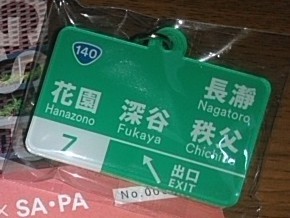 140
長瀞
Nagatoro
花園
Hanazono
深谷
Fukaya
秩父
Chichi
7
出口
EXIT
No.00
× SA・PA